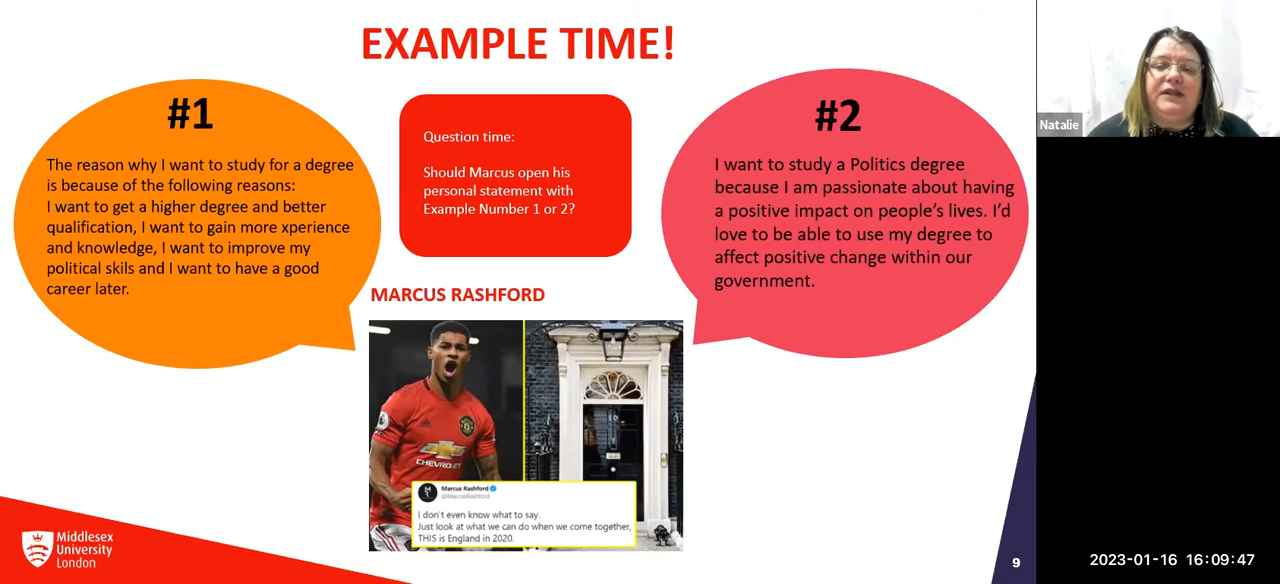 EXAMPLE TIME!
#1
The reason why I want to study for a degree
is because of the following reasons:
I want to get a higher degree and better
qualification, I want to gain more xperience
and knowledge, I want to improve my
political skils and I want to have a good
career later.
Question time:
Should Marcus open his
personal statement with
Example Number 1 or 2?
#2
I want to study a Politics degree
because I am passionate about having
a positive impact on people's lives. I'd
love to be able to use my degree to
affect positive change within our
government.
MARCUS RASHFORD
CHEVROLET
10
Marcus Rashford
@MarcusRashford
I don't even know what to say.
Just look at what we can do when we come together,
THIS is England in 2020.
Middlesex
University
London
9
Natalie
2023-01-16 16:09:47